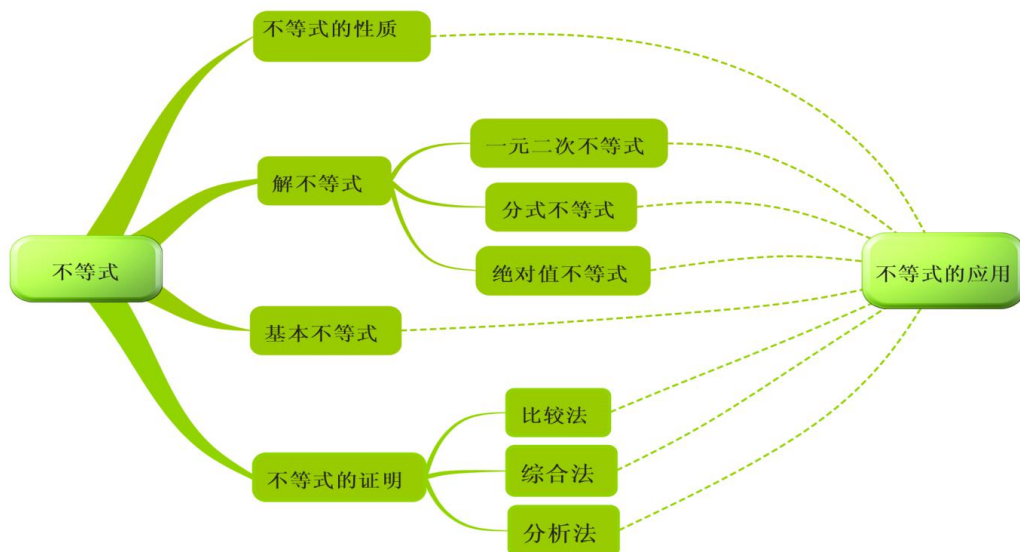 不等式的性质
一元二次不等式
解不等式
分式不等式
不等式
绝对值不等式
不等式的应用
基本不等式
比较法
不等式的证明
综合法
分析法